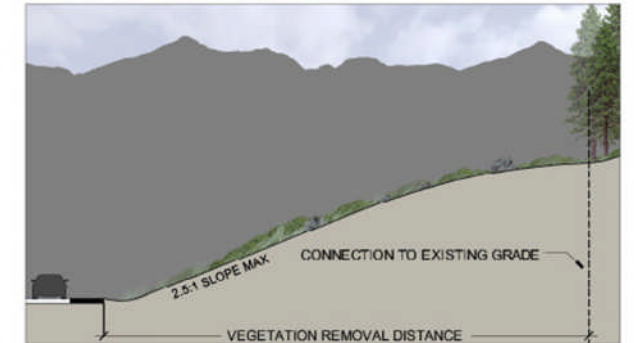 2.5:1 SLOPE MAX
CONNECTION TO EXISTING GRADE
VEGETATION REMOVAL DISTANCE